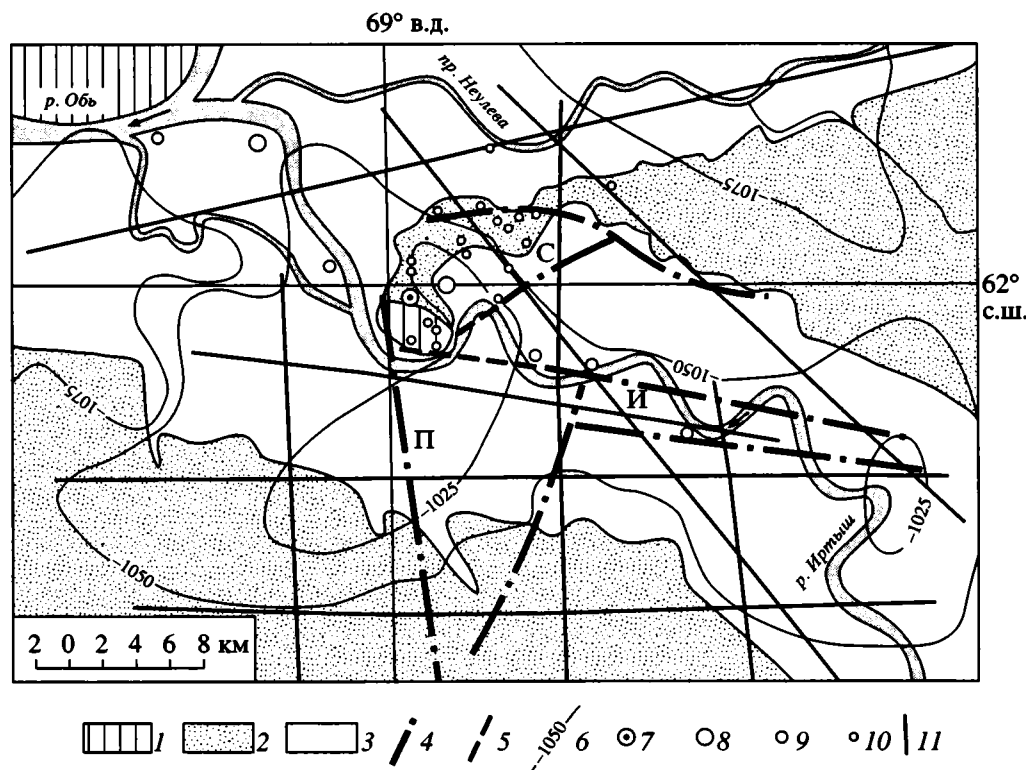 69° в.д.
р. Обь
пр. Неулева
–1075
С
62°
с.ш.
–1050
–1075
И
П
–1025
–1025
р. Иртыш
–1050
2 0 2 4 6 8 км
1 2 3 4 5 –1050– 6 7 8 9 10 11